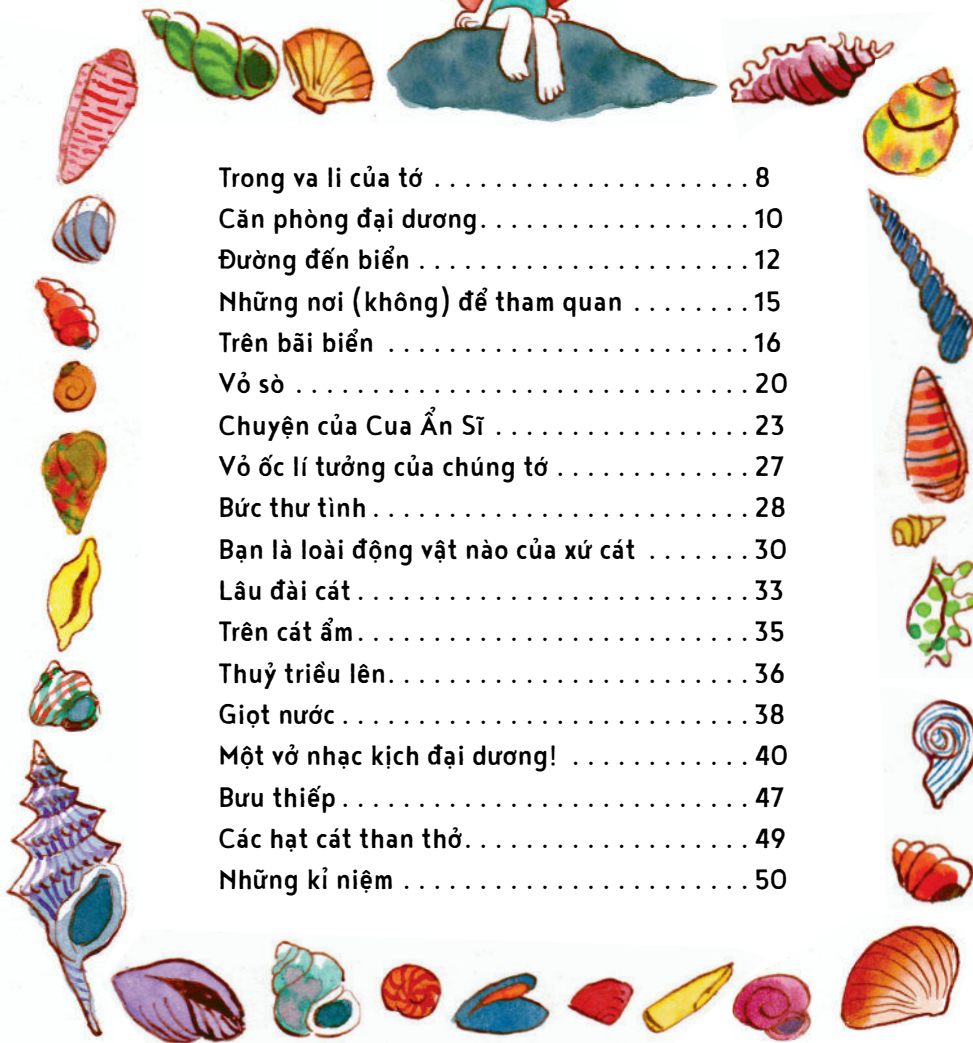 Trong va li của tớ . . . . . . . . . . . . . . . . . . . . . 8
Căn phòng đại dương. . . . . . . . . . . . . . . . . . 10
Đường đến biển . . . . . . . . . . . . . . . . . . . . . . 12
Những nơi (không) để tham quan . . . . . . . . 15
Trên bãi biển . . . . . . . . . . . . . . . . . . . . . . . . 16
Vỏ sò . . . . . . . . . . . . . . . . . . . . . . . . . . . . . . 20
Chuyện của Cua Ẩn Sĩ . . . . . . . . . . . . . . . . . 23
Vỏ ốc lí tưởng của chúng tớ . . . . . . . . . . . . . 27
Bức thư tình . . . . . . . . . . . . . . . . . . . . . . . . . 28
Bạn là loài động vật nào của xứ cát . . . . . . . 30
Lâu đài cát . . . . . . . . . . . . . . . . . . . . . . . . . . 33
Trên cát ẩm. . . . . . . . . . . . . . . . . . . . . . . . . . 35
Thuỷ triều lên. . . . . . . . . . . . . . . . . . . . . . . . 36
Giọt nước . . . . . . . . . . . . . . . . . . . . . . . . . . . 38
Một vở nhạc kịch đại dương! . . . . . . . . . . . . 40
Bưu thiếp . . . . . . . . . . . . . . . . . . . . . . . . . . . 47
Các hạt cát than thở. . . . . . . . . . . . . . . . . . . 49
Những kỉ niệm . . . . . . . . . . . . . . . . . . . . . . . 50